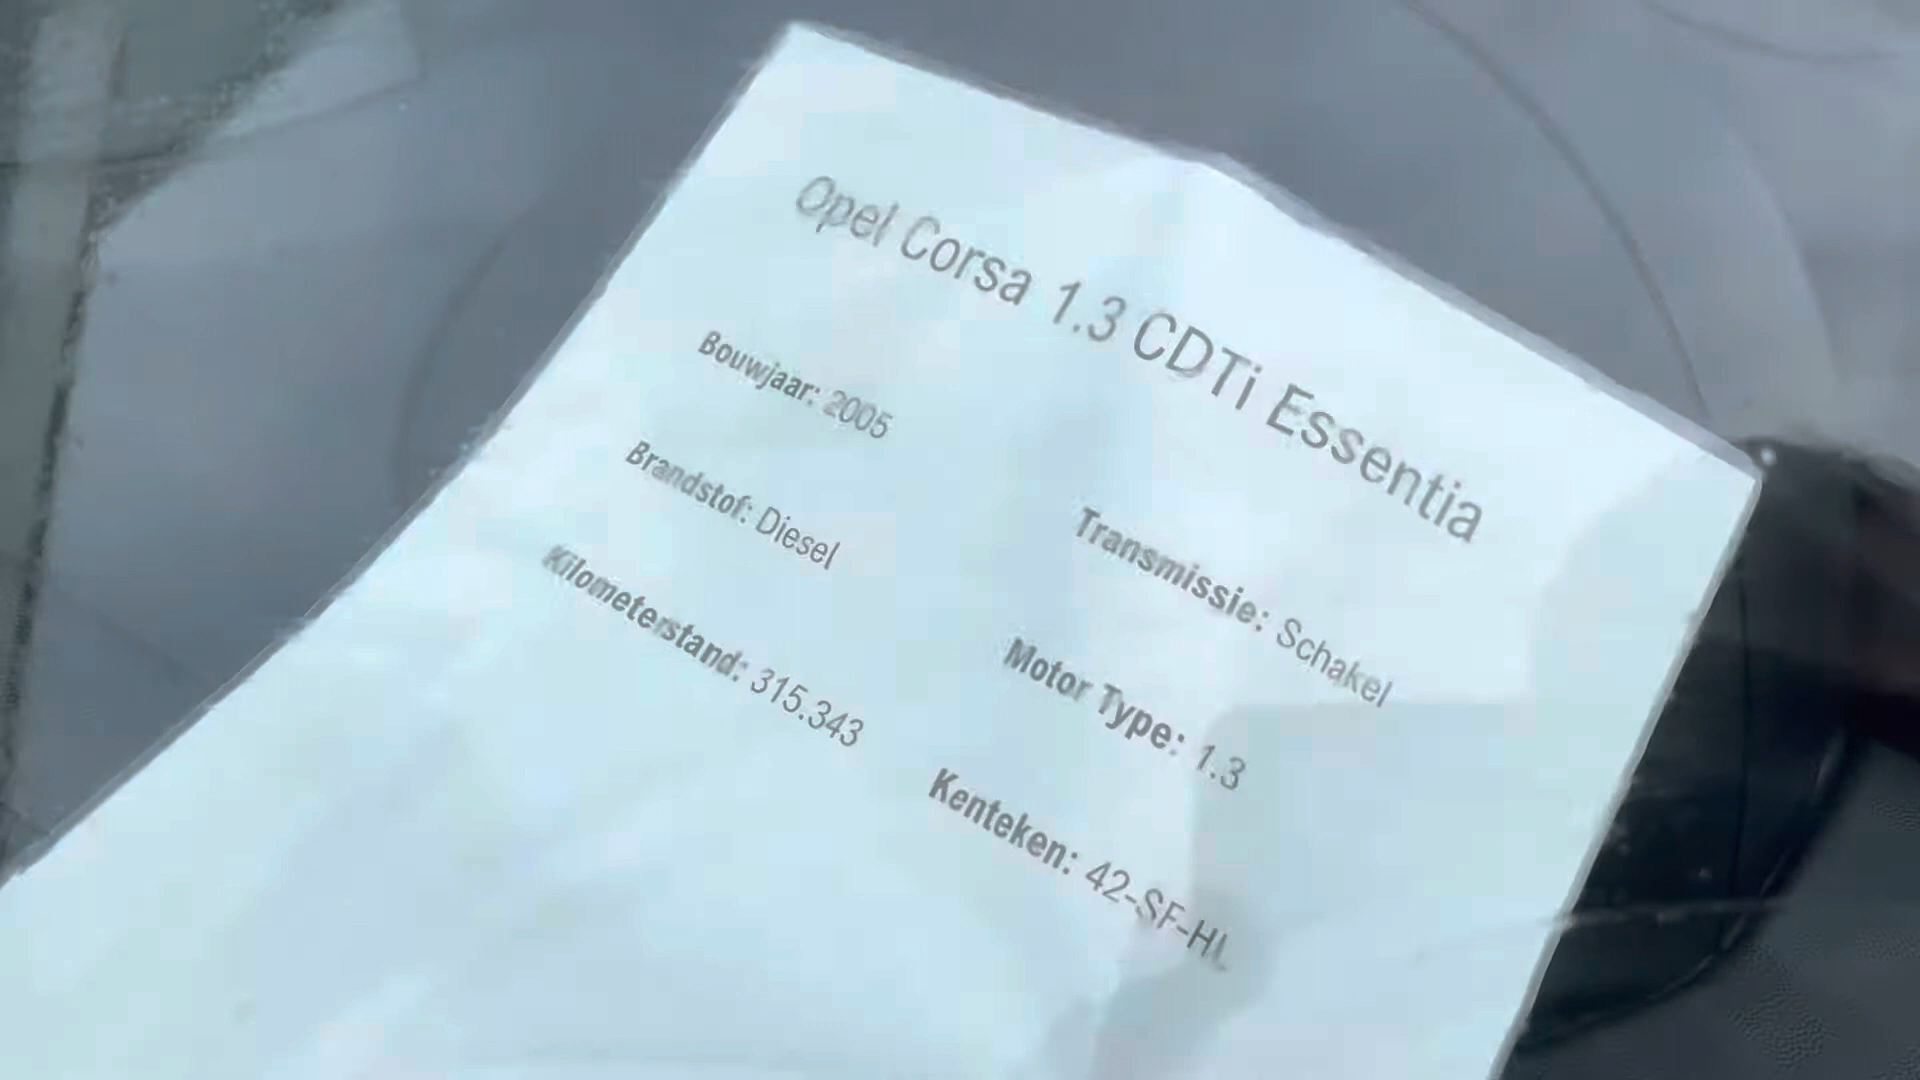 Opel Corsa 1.3 CDTi Essentia
Bouwjaar: 2005
Transmissie: Schakel
Brandstof: Diesel
Motor Type: 1.3
Kilometerstand: 315.343
Kenteken: 42-SF-HL